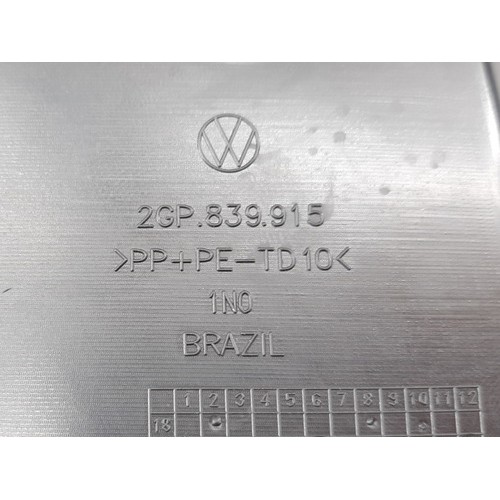 2GP.839.915
>PP+PE-TD10<
1N0
BRAZIL
1 2 3 4 5 6 7 8 9 10 11 12
18